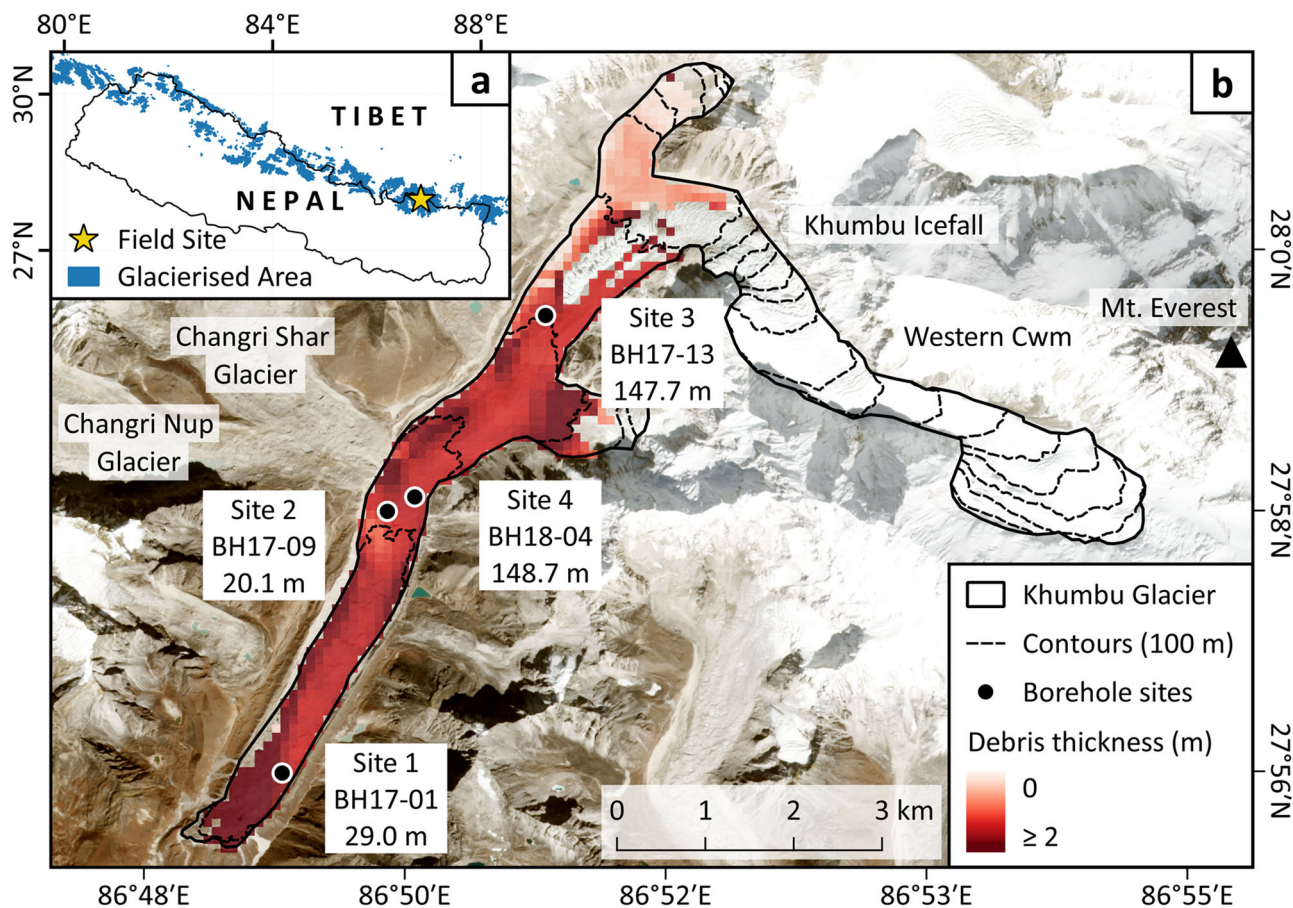 80°E
84°E
88°E
30°N
27°N
a
TIBET
NEPAL
Field Site
Glacierised Area
b
Khumbu Icefall
Mt. Everest
Western Cwm
Changri Shar
Glacier
Changri Nup
Glacier
Site 3
BH17-13
147.7 m
Site 2
BH17-09
20.1 m
Site 4
BH18-04
148.7 m
Site 1
BH17-01
29.0 m
28°0′N
27°58′N
27°56′N
Khumbu Glacier
Contours (100 m)
Borehole sites
Debris thickness (m)
0
≥ 2
0 1 2 3 km
86°48′E
86°50′E
86°52′E
86°53′E
86°55′E